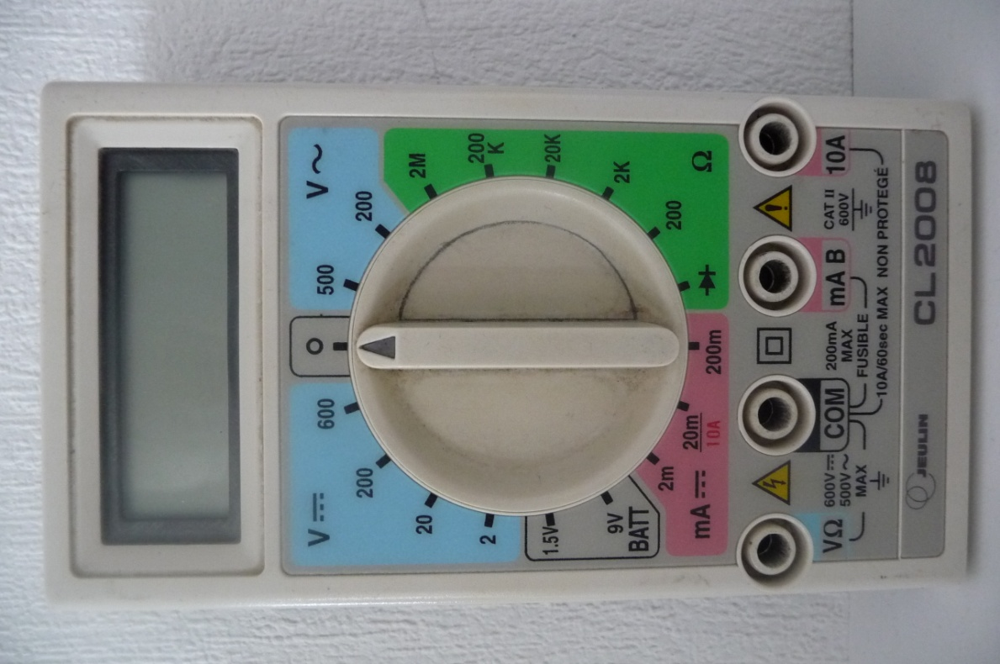 V ⎓
V ~
600
200
20
2
O
500
200
2M
200
K
20K
2K
200
Ω
1.5V
9V
BATT
2m
20m
10A
200m
mA ⎓
VΩ
COM
mA B
10A
600V⎓
500V~
MAX
200mA
MAX
FUSIBLE
CAT II
600V
10A/60sec MAX NON PROTEGÉ
JEULIN
CL2008